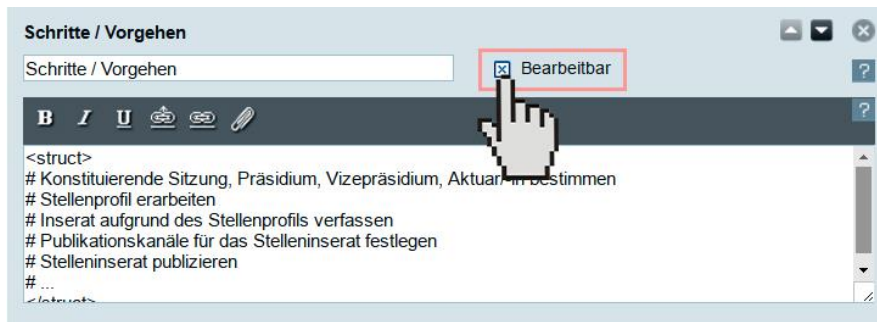 Schritte / Vorgehen
Schritte / Vorgehen
Bearbeitbar
?
B I U
?
<struct>
# Konstituierende Sitzung, Präsidium, Vizepräsidium, Aktuar/-in bestimmen
# Stellenprofil erarbeiten
# Inserat aufgrund des Stellenprofils verfassen
# Publikationskanäle für das Stelleninserat festlegen
# Stelleninserat publizieren
# ...
</struct>